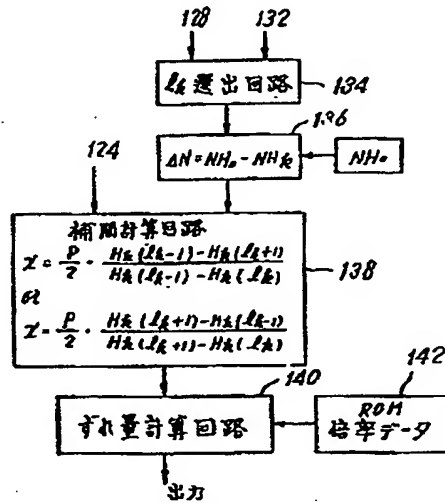 128 132
lk 選出回路 134
136
ΔN = NH₀ - NHk
NH₀
124
補間計算回路
x = P/2 · Hk(lk-1) - Hk(lk+1) / Hk(lk-1) - Hk(lk)
or
x = P/2 · Hk(lk+1) - Hk(lk-1) / Hk(lk+1) - Hk(lk)
138
140
142
ずれ量計算回路
ROM
倍率データ
出力